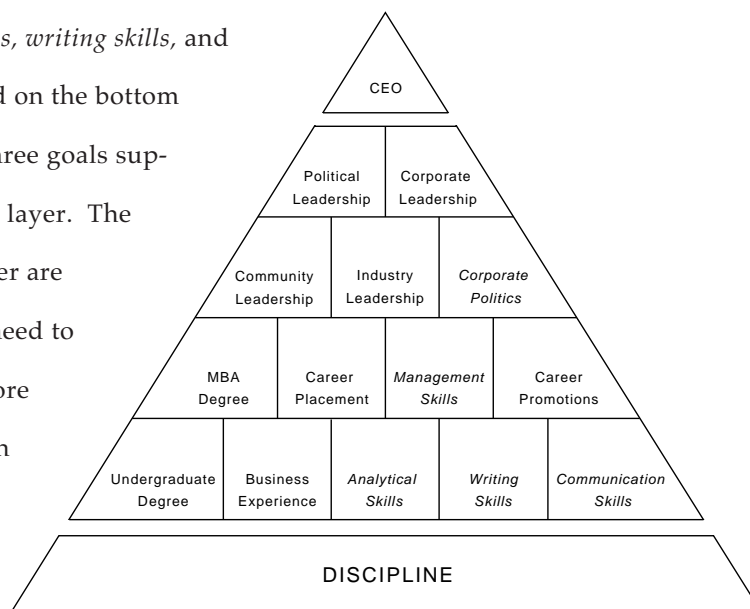 s, writing skills, and
d on the bottom
hree goals sup-
layer. The
er are
need to
ore
n
CEO
Political Corporate
Leadership Leadership
Community Industry Corporate
Leadership Leadership Politics
MBA Career Management Career
Degree Placement Skills Promotions
Undergraduate Business Analytical Writing Communication
Degree Experience Skills Skills Skills
DISCIPLINE